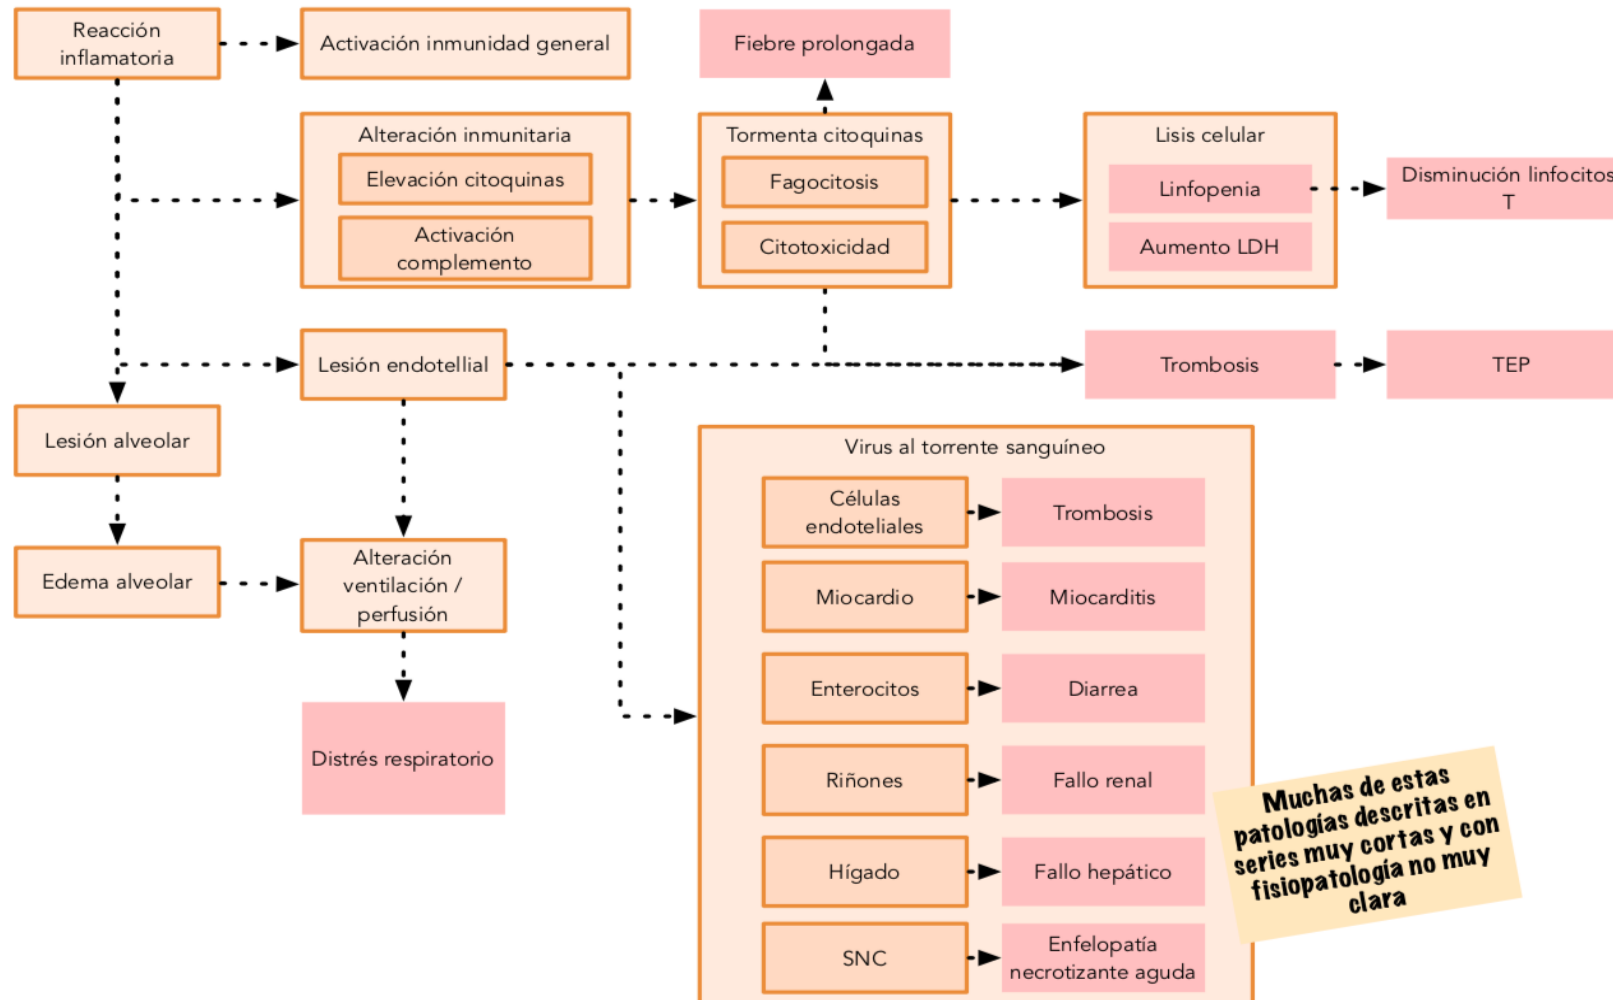 Reacción
inflamatoria
Activación inmunidad general
Fiebre prolongada
Alteración inmunitaria
Elevación citoquinas
Activación
complemento
Tormenta citoquinas
Fagocitosis
Citotoxicidad
Lisis celular
Linfopenia
Aumento LDH
Disminución linfocitos
T
Lesión endotellial
Trombosis
TEP
Lesión alveolar
Edema alveolar
Alteración
ventilación /
perfusión
Distrés respiratorio
Virus al torrente sanguíneo
Células
endoteliales
Trombosis
Miocardio
Miocarditis
Enterocitos
Diarrea
Riñones
Fallo renal
Hígado
Fallo hepático
SNC
Enfelopatía
necrotizante aguda
Muchas de estas
patologías descritas en
series muy cortas y con
fisiopatología no muy
clara